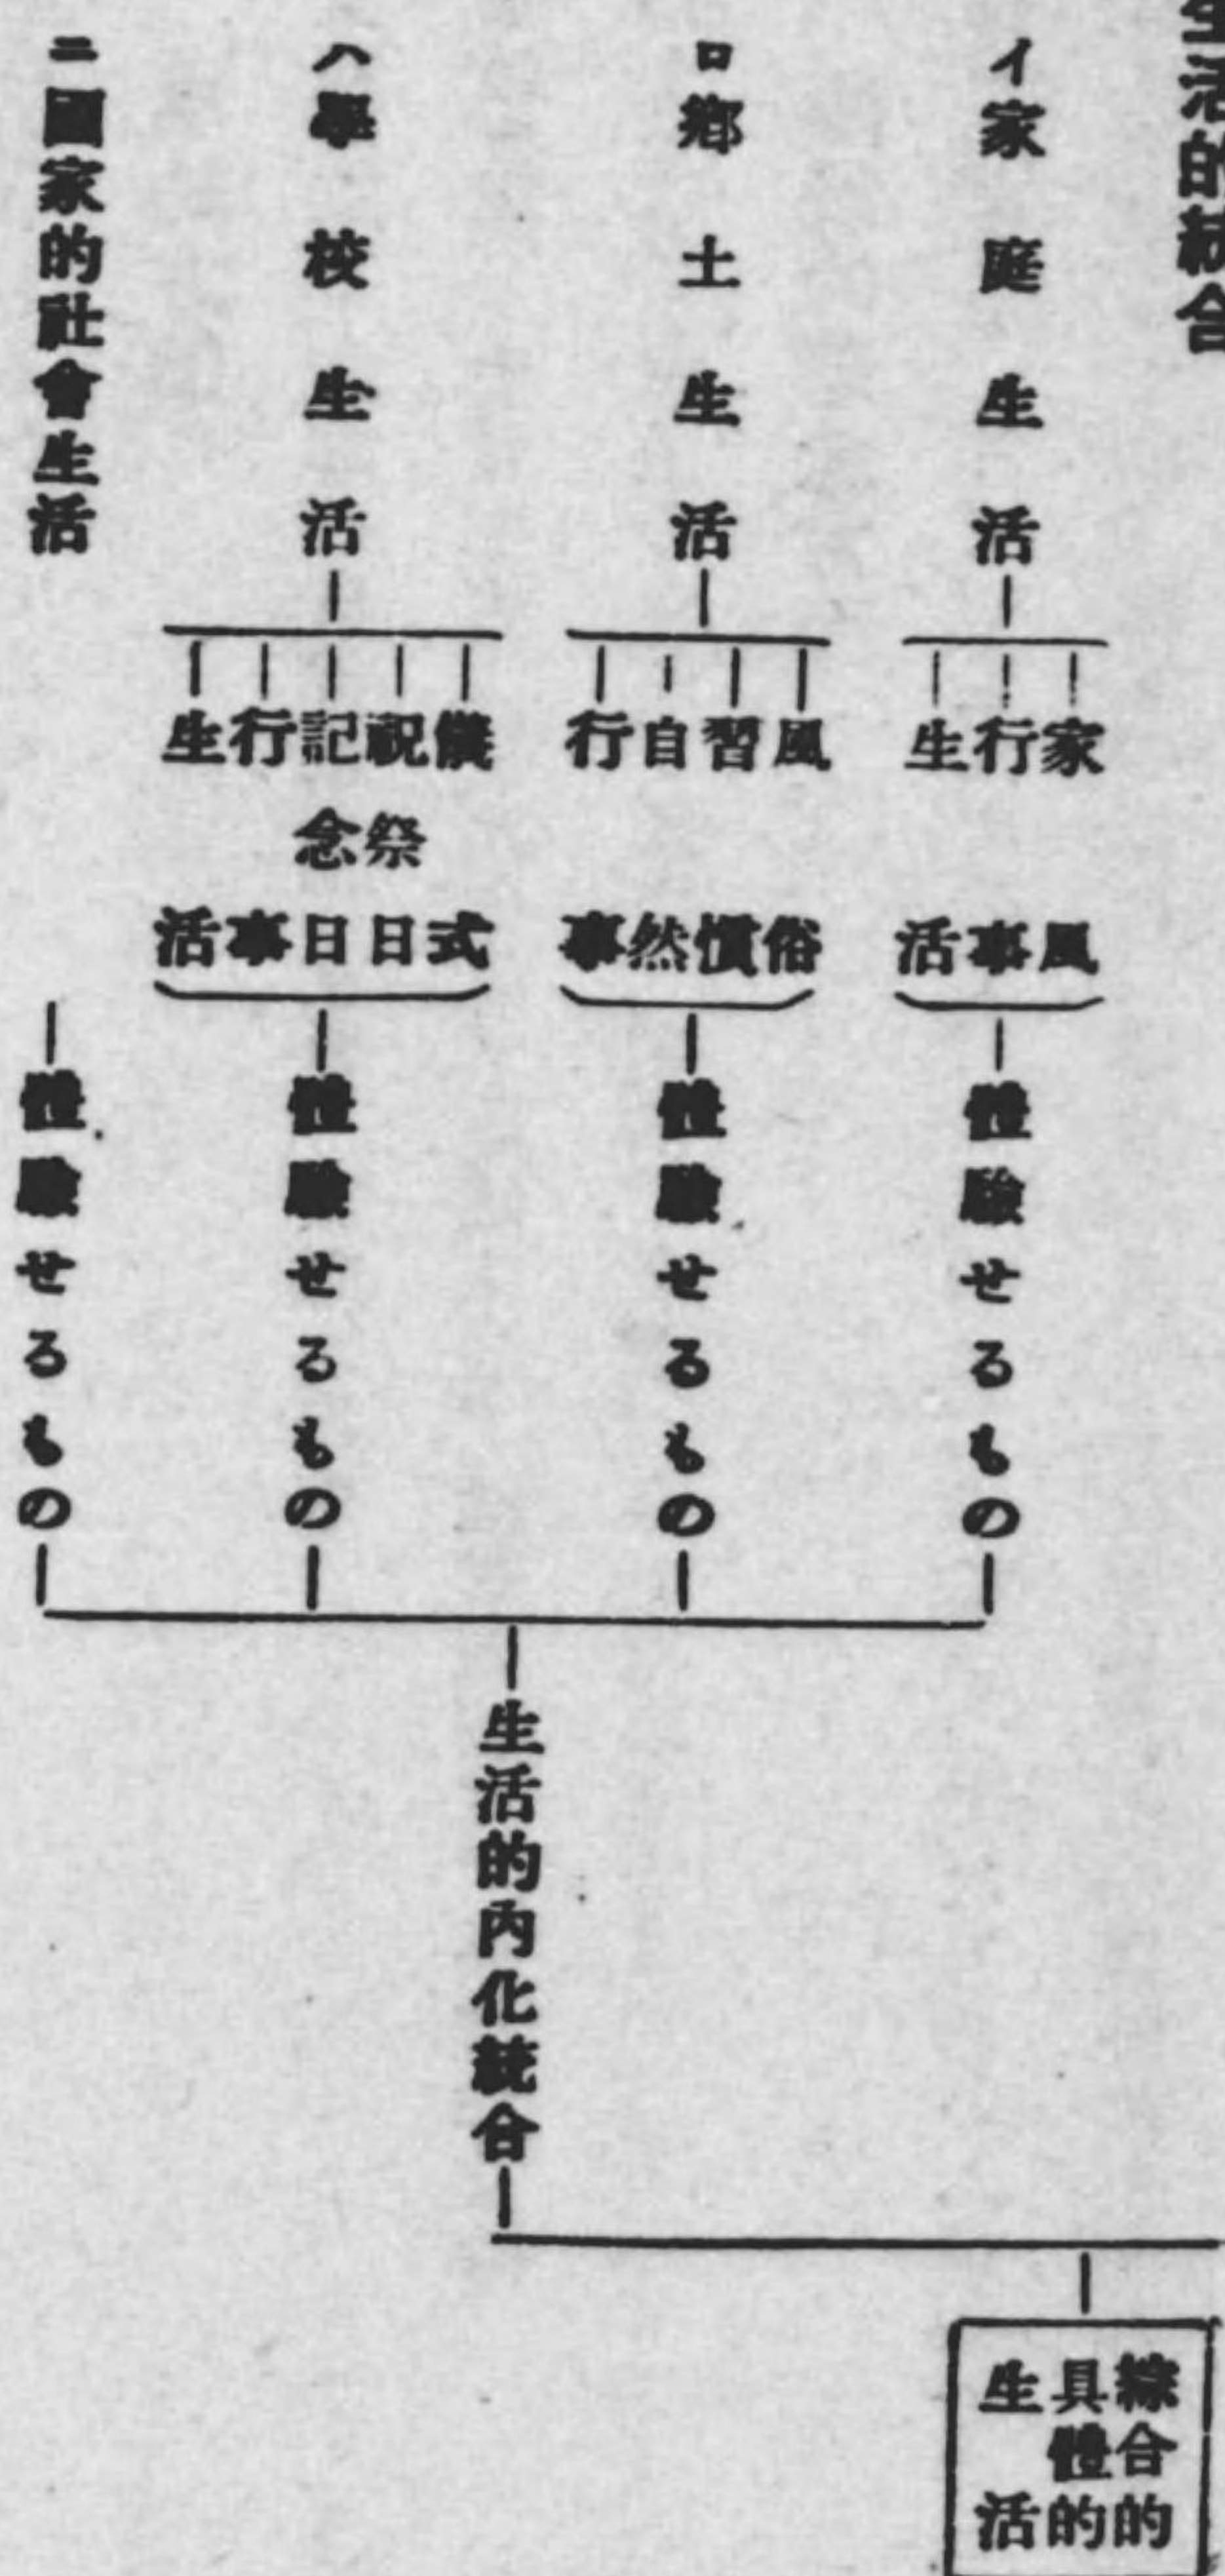 生活的統合
イ家庭生活
家風
行事
生活
體驗せるもの
ロ鄕土生活
風俗
習慣
自然
行事
體驗せるもの
ハ學校生活
儀式
祝祭日
記念日
行事
生活
體驗せるもの
ニ國家的社會生活
體驗せるもの
生活的內化統合
綜合的
具體的
生活